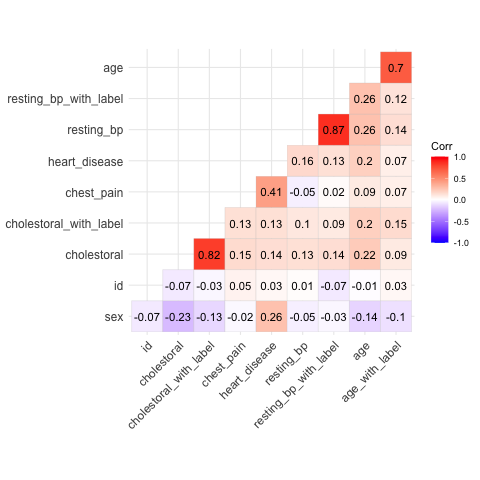 age
0.7
resting_bp_with_label
0.26 0.12
resting_bp
0.87 0.26 0.14
heart_disease
0.16 0.13 0.2 0.07
chest_pain
0.41 -0.05 0.02 0.09 0.07
cholestoral_with_label
0.13 0.13 0.1 0.09 0.2 0.15
cholestoral
0.82 0.15 0.14 0.13 0.14 0.22 0.09
id
-0.07 -0.03 0.05 0.03 0.01 -0.07 -0.01 0.03
sex
-0.07 -0.23 -0.13 -0.02 0.26 -0.05 -0.03 -0.14 -0.1
id
cholestoral
cholestoral_with_label
chest_pain
heart_disease
resting_bp
resting_bp_with_label
age
age_with_label
Corr
1.0
0.5
0.0
-0.5
-1.0